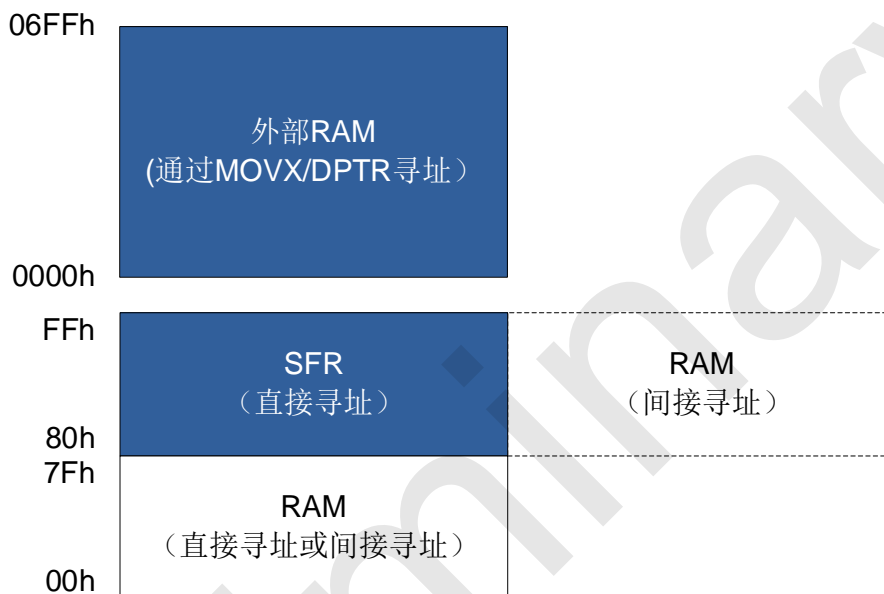 06FFh
外部RAM
(通过MOVX/DPTR寻址）
0000h
FFh
SFR
（直接寻址）
RAM
（间接寻址）
80h
7Fh
RAM
（直接寻址或间接寻址）
00h